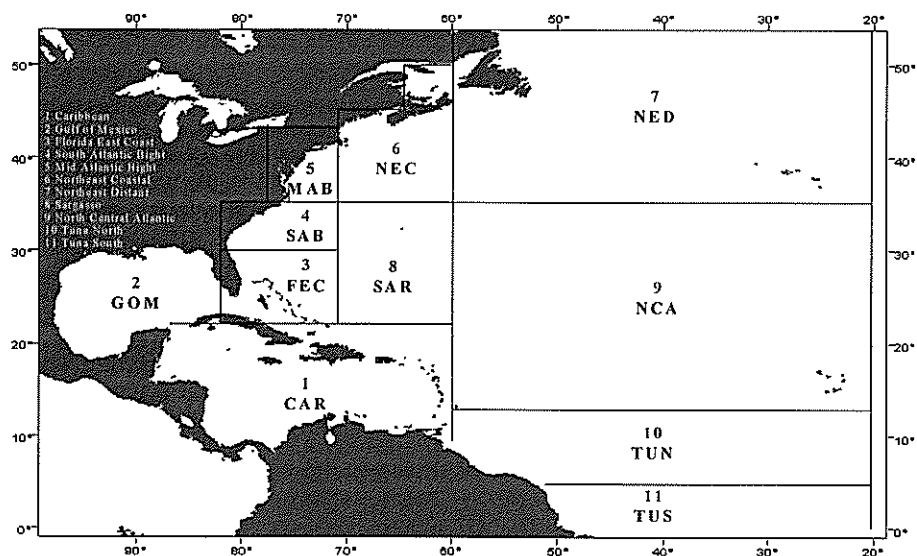 90° 80° 70° 60° 50° 40° 30° 20°
50° 50°
40° 40°
30° 30°
20° 20°
10° 10°
0° 0°
1 Caribbean
2 Gulf of Mexico
3 Florida East Coast
4 South Atlantic Bight
5 Mid Atlantic Bight
6 Northeast Coastal
7 Northeast Distant
8 Sargasso
9 North Central Atlantic
10 Tuna North
11 Tuna South
7
NED
6
NEC
5
MAB
4
SAB
3
FEC
8
SAR
2
GOM
9
NCA
1
CAR
10
TUN
11
TUS
90° 80° 70° 60° 50° 40° 30° 20°